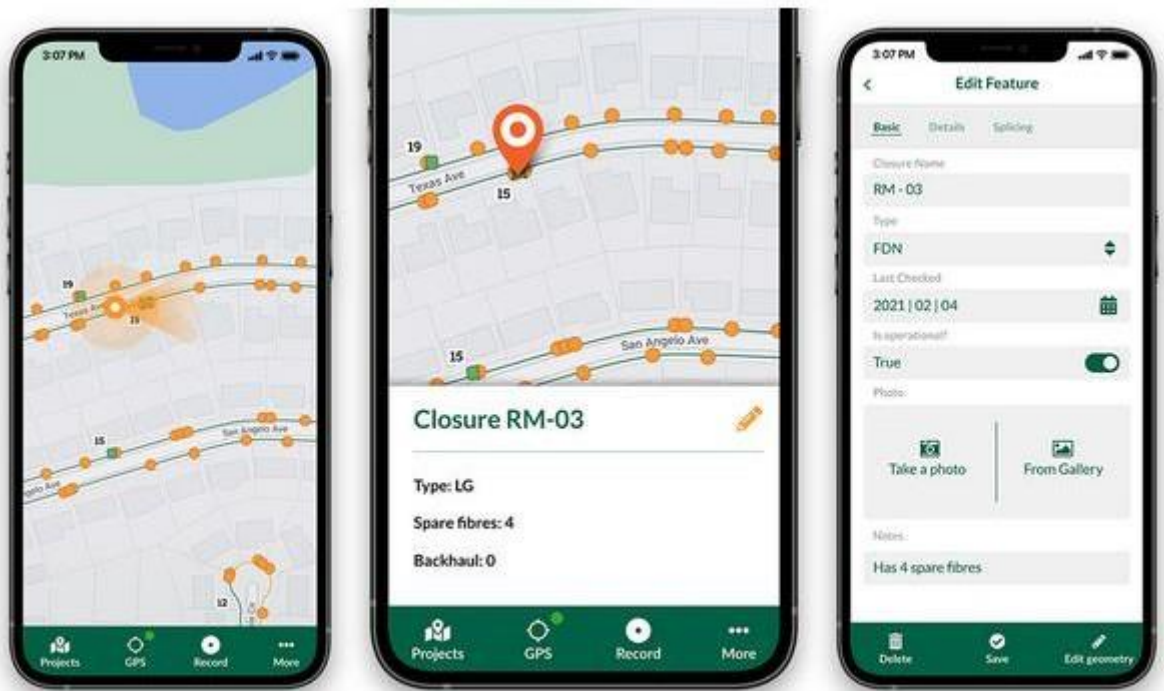 3:07 PM
19
Texas Ave
15
San Angelo Ave
gelo Ave
12
Projects GPS Record More
19
Texas Ave
15
15
San Angelo Ave
Closure RM-03
Type: LG
Spare fibres: 4
Backhaul: 0
Projects GPS Record More
3:07 PM
Edit Feature
Basic Details Splicing
Closure Name
RM - 03
Type
FDN
Last Checked
2021 | 02 | 04
Is operational?
True
Photo
Take a photo From Gallery
Notes
Has 4 spare fibres
Delete Save Edit geometry